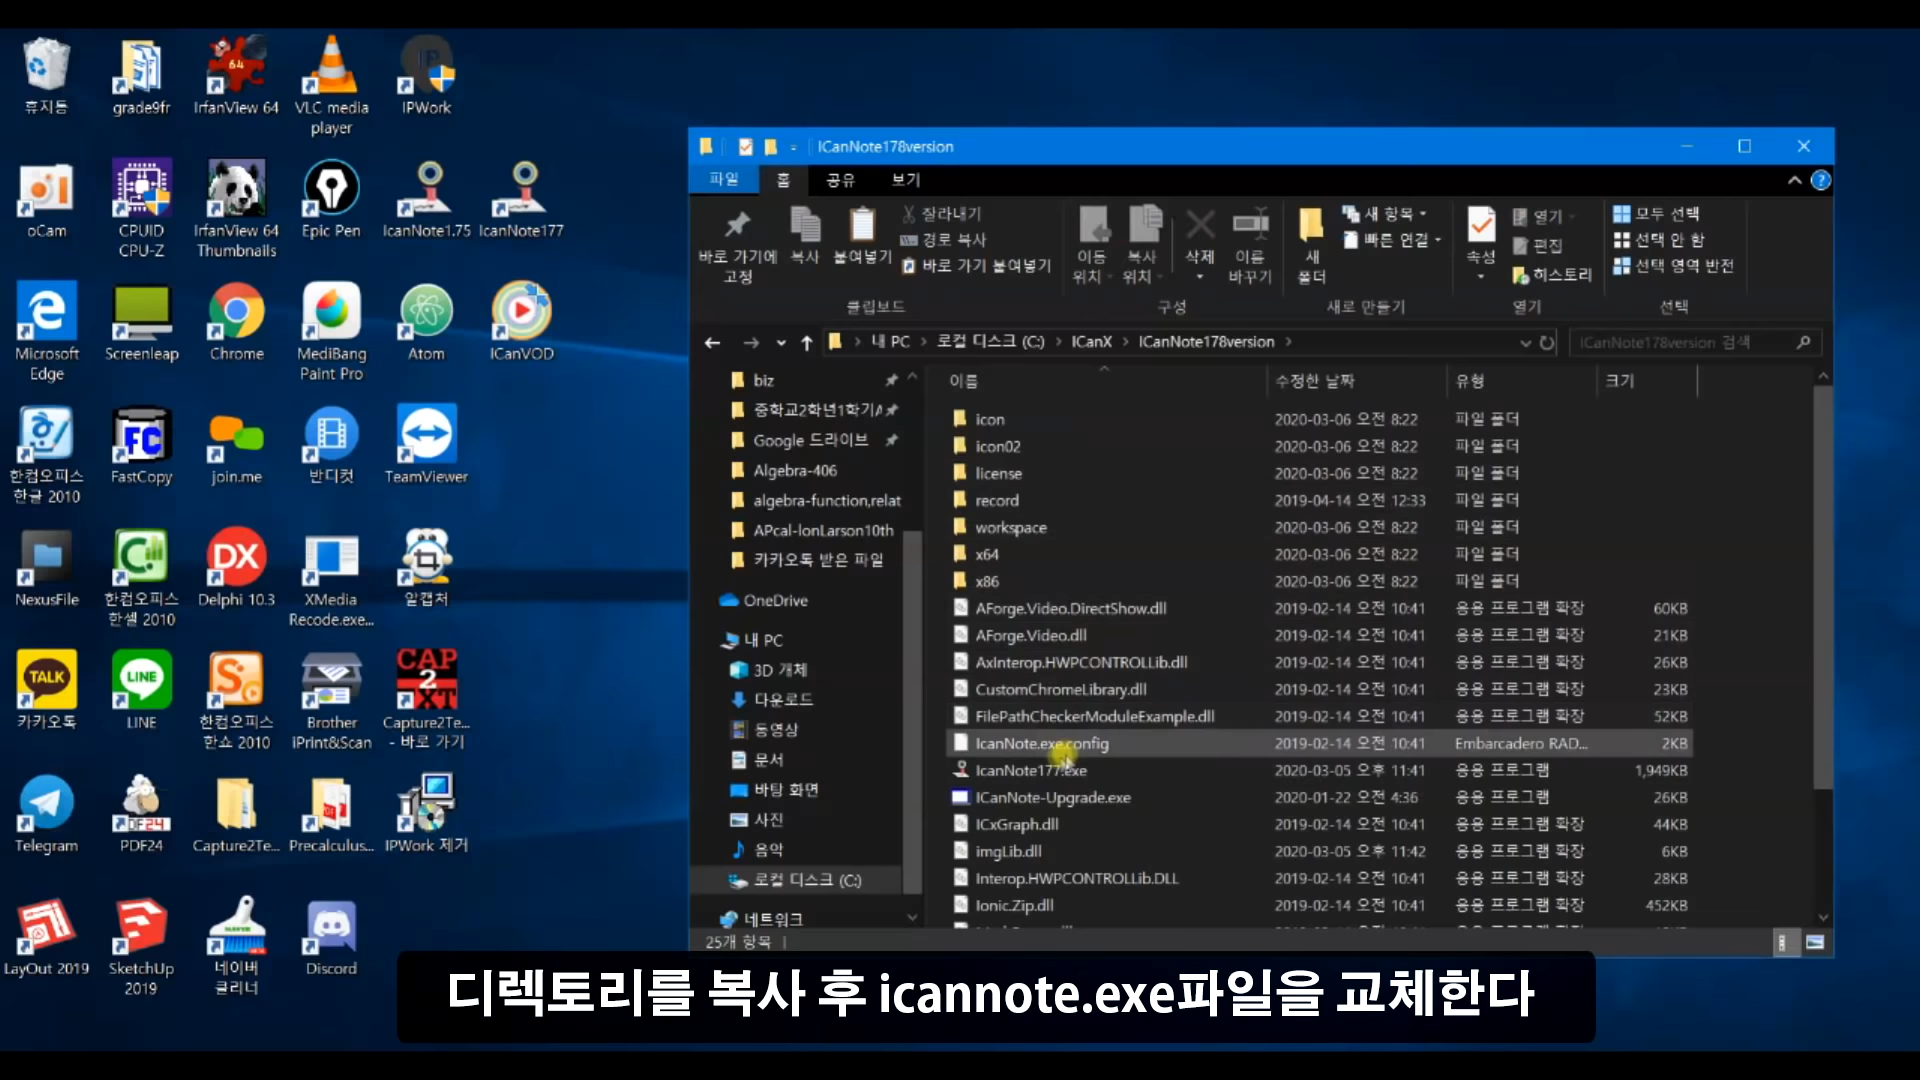 휴지통
grade9fr
IrfanView 64
VLC media
player
IPWork
oCam
CPUID
CPU-Z
IrfanView 64
Thumbnails
Epic Pen
IcanNote1.75
IcanNote177
Microsoft
Edge
Screenleap
Chrome
MediBang
Paint Pro
Atom
ICanVOD
한컴오피스
한글 2010
FastCopy
join.me
반디컷
TeamViewer
NexusFile
한컴오피스
한셀 2010
Delphi 10.3
XMedia
Recode.exe...
알캡처
카카오톡
LINE
한컴오피스
한쇼 2010
Brother
iPrint&Scan
Capture2Te...
- 바로 가기
Telegram
PDF24
Capture2Te...
Precalculus...
IPWork 제거
LayOut 2019
SketchUp
2019
네이버
클리너
Discord
ICanNote178version
파일
홈
공유
보기
바로 가기에
고정
복사
붙여넣기
잘라내기
경로 복사
바로 가기 붙여넣기
클립보드
이동
위치
복사
위치
삭제
이름
바꾸기
구성
새
폴더
새 항목
빠른 연결
새로 만들기
속성
열기
편집
히스토리
열기
모두 선택
선택 안 함
선택 영역 반전
선택
내 PC > 로컬 디스크 (C:) > ICanX > ICanNote178version >
ICanNote178version 검색
biz
중학교2학년1학기A
Google 드라이브
Algebra-406
algebra-function,relat
APcal-lonLarson10th
카카오톡 받은 파일
OneDrive
내 PC
3D 개체
다운로드
동영상
문서
바탕 화면
사진
음악
로컬 디스크 (C:)
네트워크
이름 수정한 날짜 유형 크기
icon 2020-03-06 오전 8:22 파일 폴더
icon02 2020-03-06 오전 8:22 파일 폴더
license 2020-03-06 오전 8:22 파일 폴더
record 2019-04-14 오전 12:33 파일 폴더
workspace 2020-03-06 오전 8:22 파일 폴더
x64 2020-03-06 오전 8:22 파일 폴더
x86 2020-03-06 오전 8:22 파일 폴더
AForge.Video.DirectShow.dll 2019-02-14 오전 10:41 응용 프로그램 확장 60KB
AForge.Video.dll 2019-02-14 오전 10:41 응용 프로그램 확장 21KB
AxInterop.HWPCONTROLLib.dll 2019-02-14 오전 10:41 응용 프로그램 확장 26KB
CustomChromeLibrary.dll 2019-02-14 오전 10:41 응용 프로그램 확장 23KB
FilePathCheckerModuleExample.dll 2019-02-14 오전 10:41 응용 프로그램 확장 52KB
IcanNote.exe.config 2019-02-14 오전 10:41 Embarcadero RAD... 2KB
IcanNote177.exe 2020-03-05 오후 11:41 응용 프로그램 1,949KB
ICanNote-Upgrade.exe 2020-01-22 오후 4:36 응용 프로그램 26KB
ICxGraph.dll 2019-02-14 오전 10:41 응용 프로그램 확장 44KB
imgLib.dll 2020-03-05 오후 11:42 응용 프로그램 확장 6KB
Interop.HWPCONTROLLib.DLL 2019-02-14 오전 10:41 응용 프로그램 확장 28KB
Ionic.Zip.dll 2019-02-14 오전 10:41 응용 프로그램 확장 452KB
25개 항목
디렉토리를 복사 후 icannote.exe파일을 교체한다